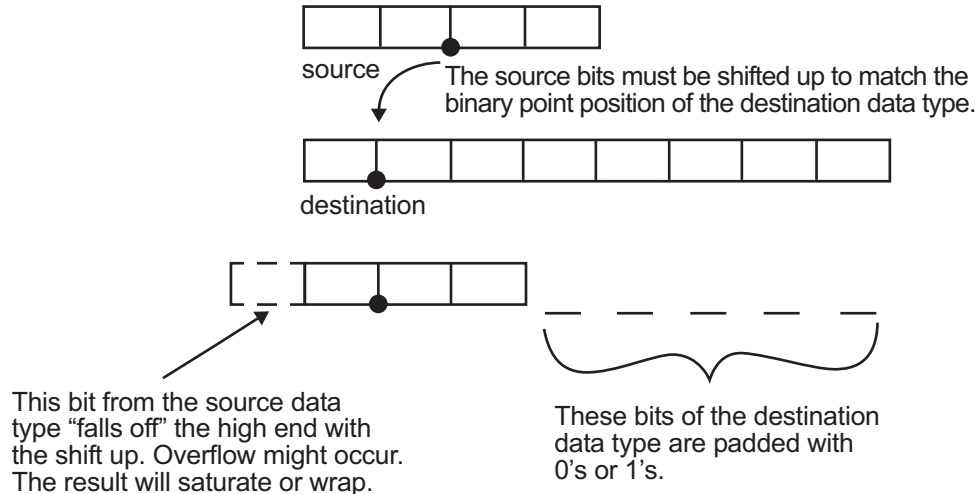 source
The source bits must be shifted up to match the
binary point position of the destination data type.
destination
This bit from the source data
type “falls off” the high end with
the shift up. Overflow might occur.
The result will saturate or wrap.
These bits of the destination
data type are padded with
0's or 1's.